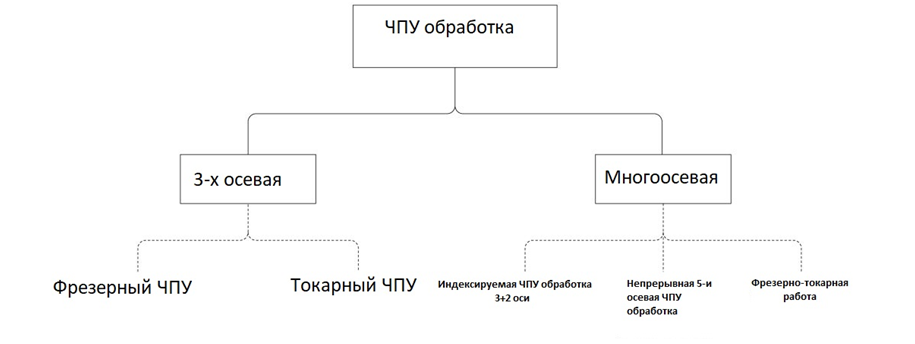 ЧПУ обработка
3-х осевая
Многоосевая
Фрезерный ЧПУ
Токарный ЧПУ
Индексируемая ЧПУ обработка
3+2 оси
Непрерывная 5-и
осевая ЧПУ
обработка
Фрезерно-токарная
работа